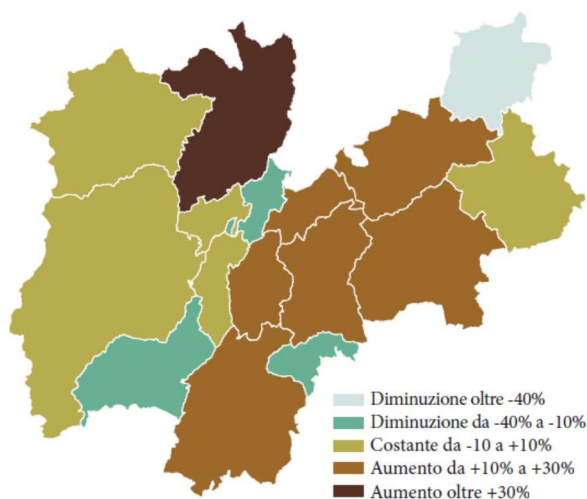 Diminuzione oltre -40%
Diminuzione da -40% a -10%
Costante da -10 a +10%
Aumento da +10% a +30%
Aumento oltre +30%